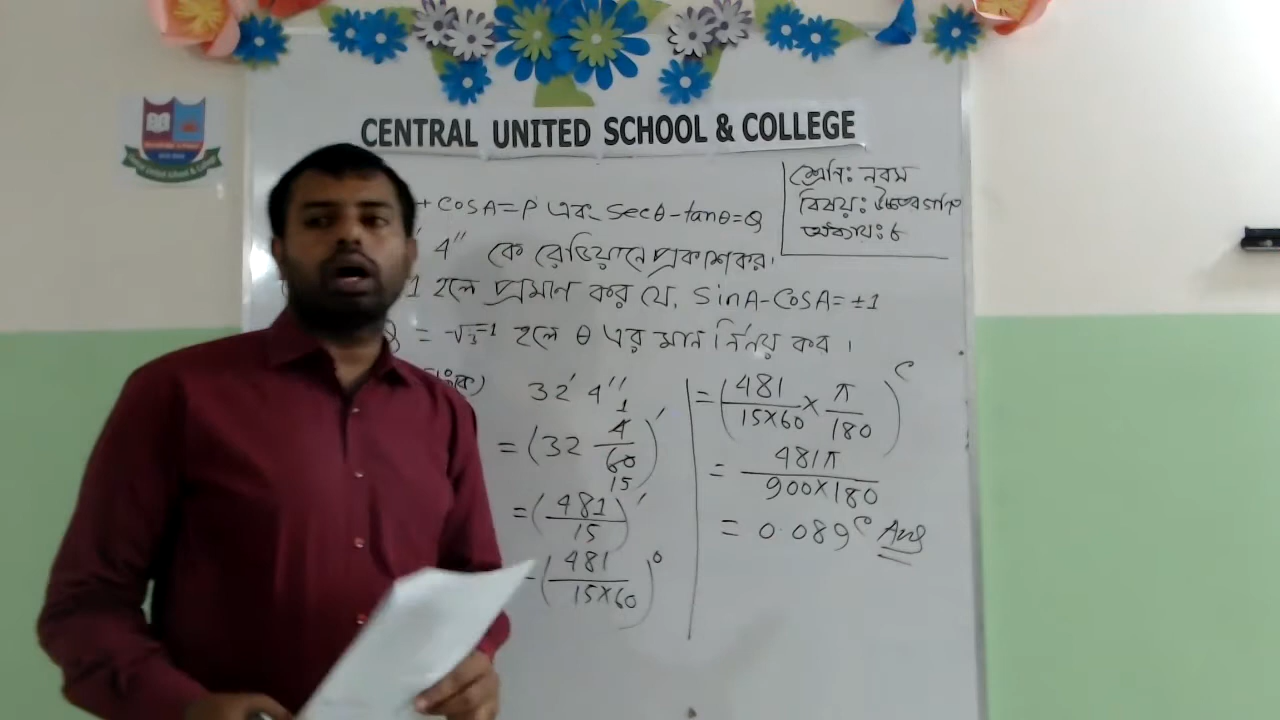 CENTRAL UNITED SCHOOL & COLLEGE
শ্রেণি: নবম
বিষয়: উচ্চতর গণিত
অধ্যায়: ৮
+ cosA = P এবং secθ - tanθ = Q
4″ কে রেডিয়ানে প্রকাশ কর।
1 হলে প্রমান কর যে, sinA - cosA = ±1
Q = হলে θ এর মান নির্নয় কর।
32′ 4″
= (32 4/60)′
1
15
= (481/15)′
(481/15×60)°
= (481/15×60 × π/180)ᶜ
= 481π/900×180
= 0.089ᶜ Ans